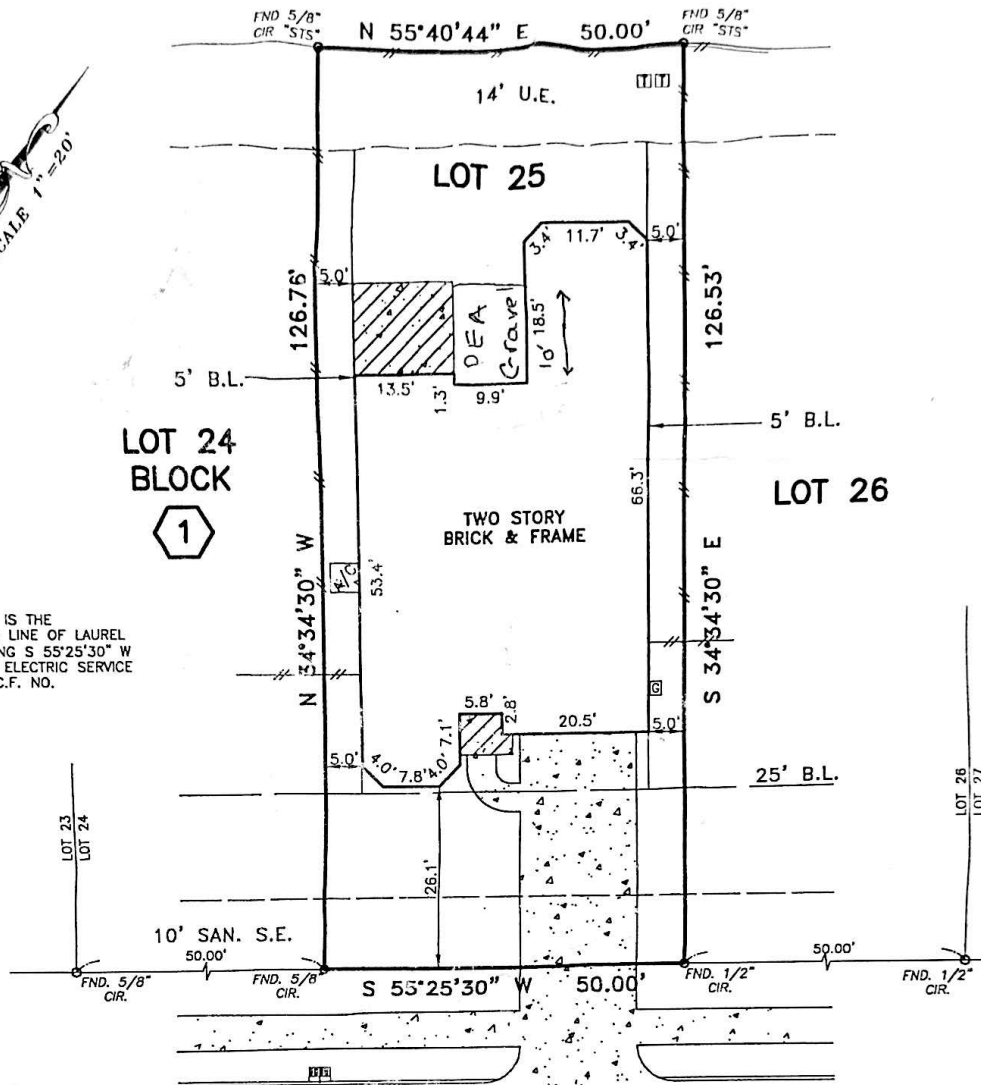 FND 5/8"
CIR "STS"
N 55°40'44" E 50.00'
FND 5/8"
CIR "STS"
T T
14' U.E.
SCALE 1"=20'
LOT 25
3.4' 11.7' 3.4'
5.0'
5.0'
126.76'
DEA
Gravel
10' 18.5'
126.53'
5' B.L.
13.5' 1.3' 9.9'
5' B.L.
LOT 24
BLOCK
1
66.3'
LOT 26
TWO STORY
BRICK & FRAME
A/C
53.4'
N 34°34'30" W
S 34°34'30" E
IS THE
LINE OF LAUREL
NG S 55°25'30" W
ELECTRIC SERVICE
C.F. NO.
G
5.8' 2.8'
7.1'
20.5'
5.0'
5.0'
4.0' 7.8' 4.0'
25' B.L.
LOT 23
LOT 24
LOT 26
LOT 27
26.1'
10' SAN. S.E.
50.00'
50.00'
FND. 5/8"
CIR.
FND. 5/8"
CIR.
S 55°25'30" W 50.00'
FND. 1/2"
CIR.
FND. 1/2"
CIR.